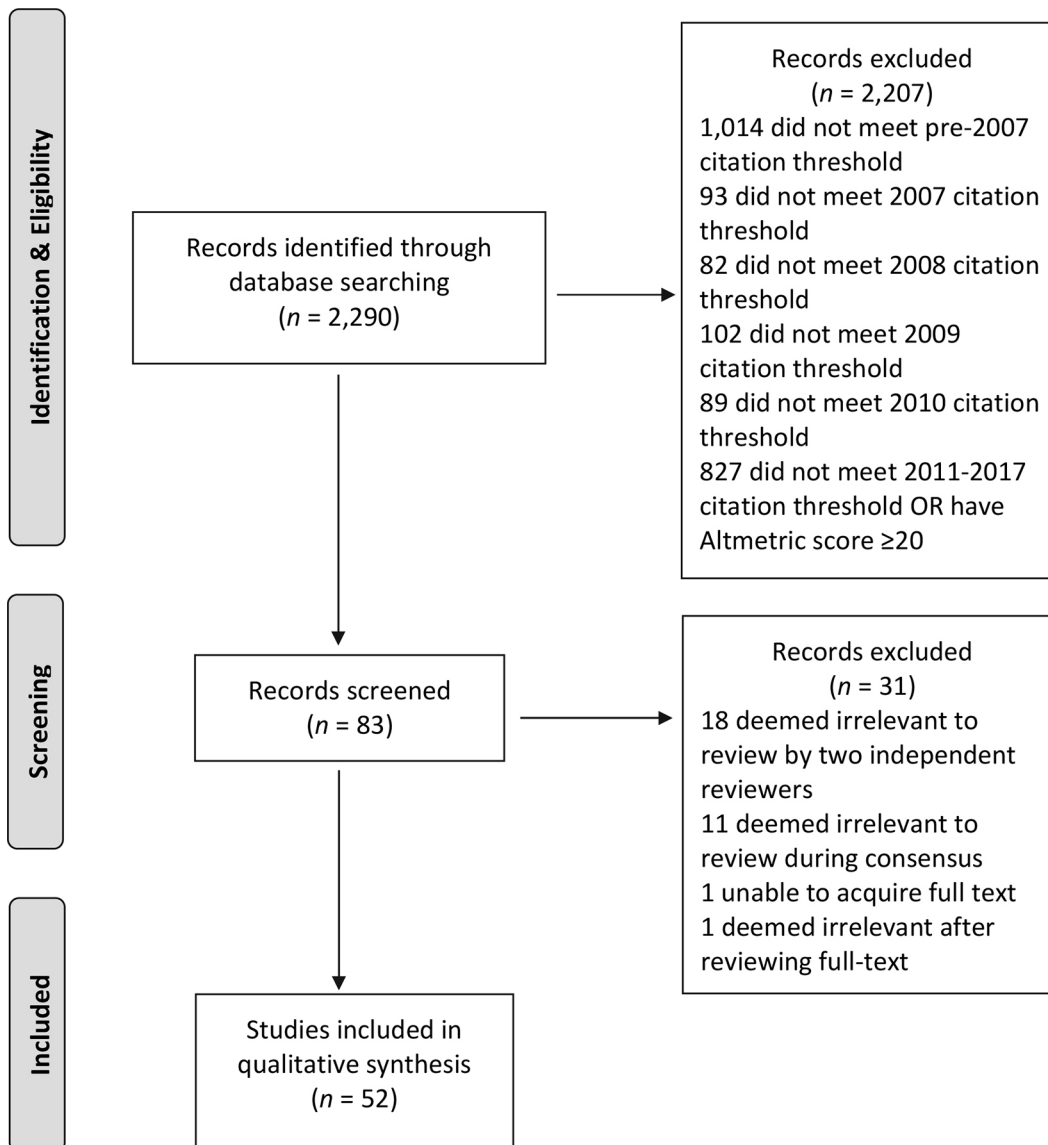 Identification & Eligibility
Records identified through
database searching
(n = 2,290)
Records excluded
(n = 2,207)
1,014 did not meet pre-2007
citation threshold
93 did not meet 2007 citation
threshold
82 did not meet 2008 citation
threshold
102 did not meet 2009
citation threshold
89 did not meet 2010 citation
threshold
827 did not meet 2011-2017
citation threshold OR have
Altmetric score ≥20
Screening
Records screened
(n = 83)
Records excluded
(n = 31)
18 deemed irrelevant to
review by two independent
reviewers
11 deemed irrelevant to
review during consensus
1 unable to acquire full text
1 deemed irrelevant after
reviewing full-text
Included
Studies included in
qualitative synthesis
(n = 52)